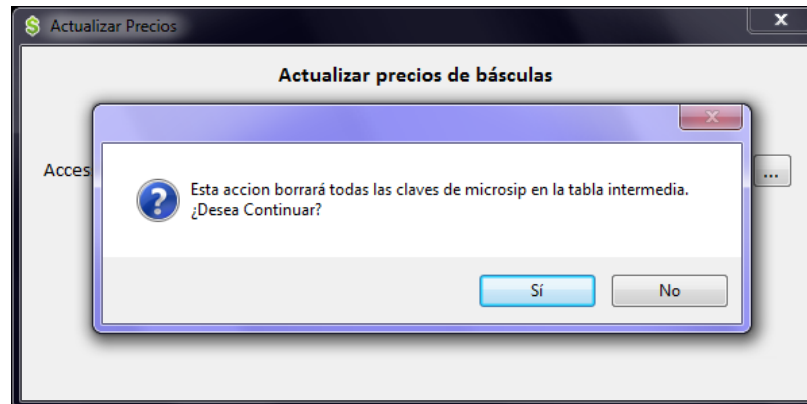 Actualizar Precios
Actualizar precios de básculas
Acces
...
Esta accion borrará todas las claves de microsip en la tabla intermedia.
¿Desea Continuar?
Sí
No